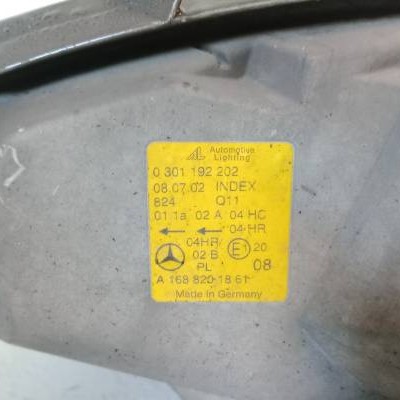 Automotive
Lighting
0 301 192 202
08.07.02 INDEX
824 Q11
01 1a 02 A 04 HC
04 HR
04HR E1 20
02 B
PL 08
A 168 820 18 61
Made in Germany